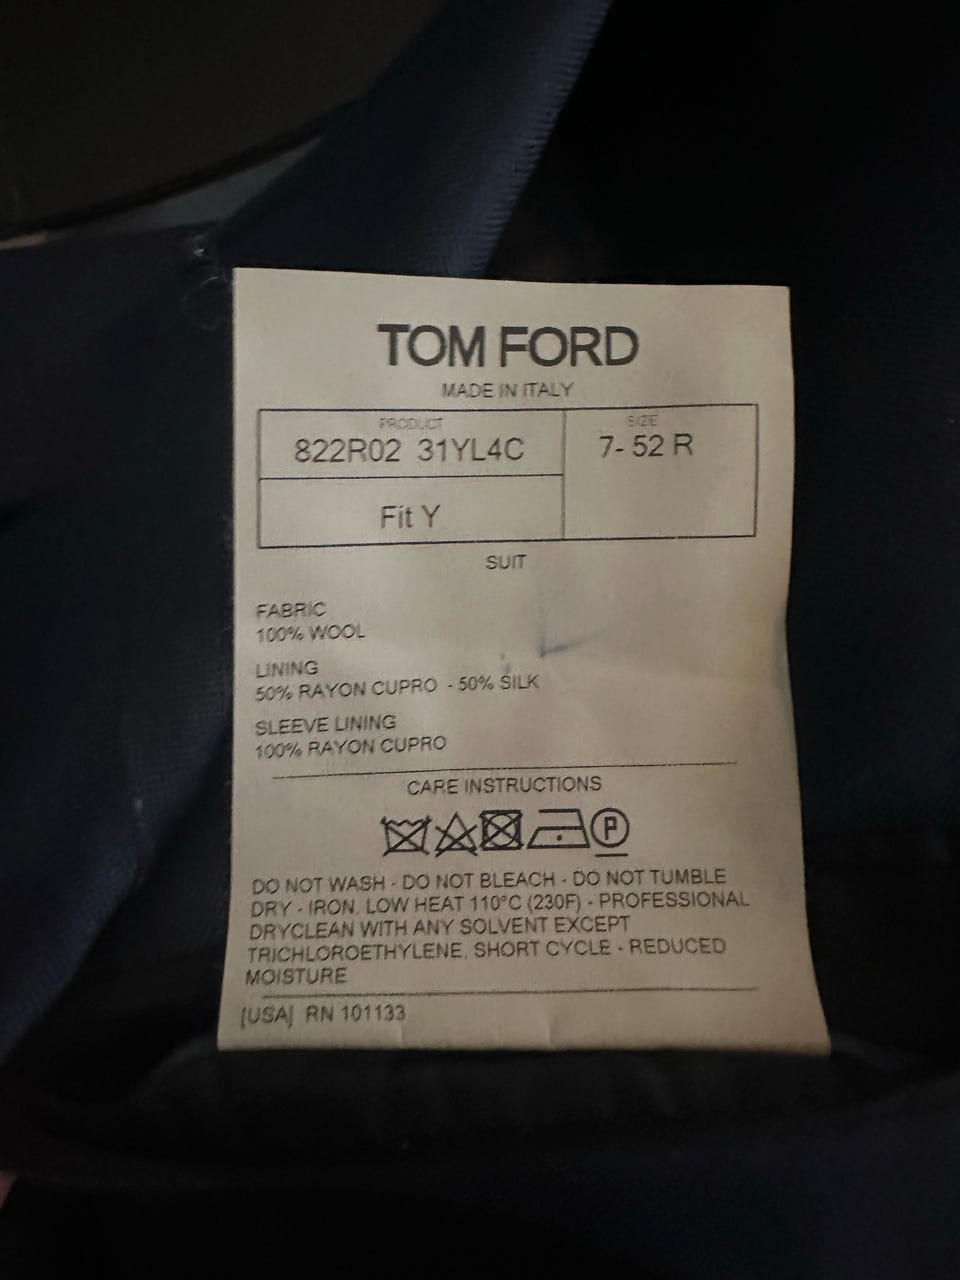 TOM FORD
MADE IN ITALY
PRODUCT
822R02 31YL4C
SIZE
7- 52 R
Fit Y
SUIT
FABRIC
100% WOOL
LINING
50% RAYON CUPRO - 50% SILK
SLEEVE LINING
100% RAYON CUPRO
CARE INSTRUCTIONS
P
DO NOT WASH - DO NOT BLEACH - DO NOT TUMBLE
DRY - IRON, LOW HEAT 110°C (230F) - PROFESSIONAL
DRYCLEAN WITH ANY SOLVENT EXCEPT
TRICHLOROETHYLENE, SHORT CYCLE - REDUCED
MOISTURE
[USA] RN 101133